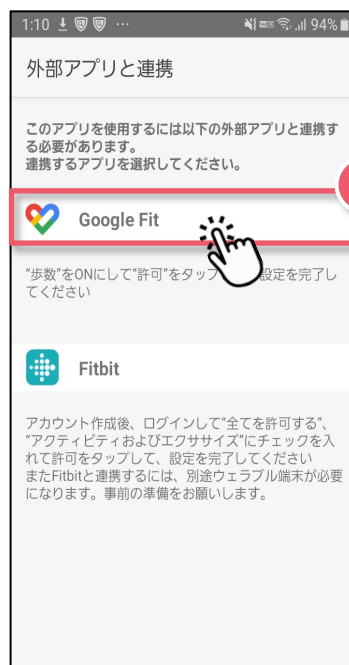 1:10
94%
外部アプリと連携
このアプリを使用するには以下の外部アプリと連携す
る必要があります。
連携するアプリを選択してください。
Google Fit
"歩数"をONにして"許可"をタップ 設定を完了し
てください
Fitbit
アカウント作成後、ログインして"全てを許可する"、
"アクティビティおよびエクササイズ"にチェックを入
れて許可をタップして、設定を完了してください
またFitbitと連携するには、別途ウェラブル端末が必要
になります。事前の準備をお願いします。